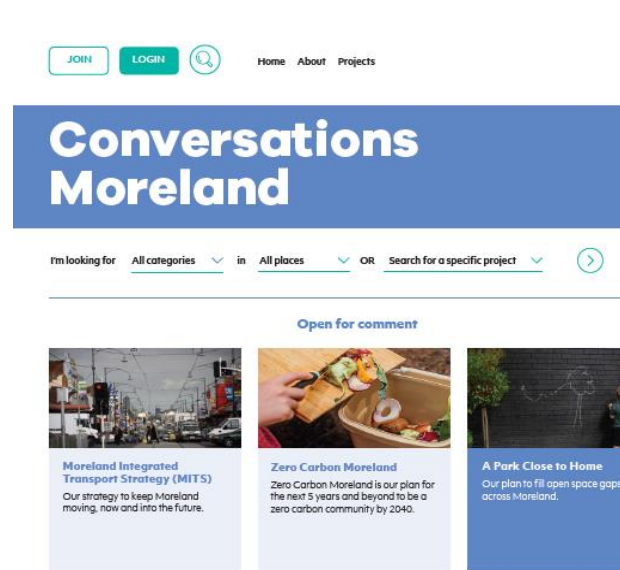 JOIN LOGIN Home About Projects
Conversations
Moreland
I'm looking for All categories in All places OR Search for a specific project
Open for comment
Moreland Integrated
Transport Strategy (MITS)
Our strategy to keep Moreland
moving, now and into the future.
Zero Carbon Moreland
Zero Carbon Moreland is our plan for
the next 5 years and beyond to be a
zero carbon community by 2040.
A Park Close to Home
Our plan to fill open space gaps
across Moreland.